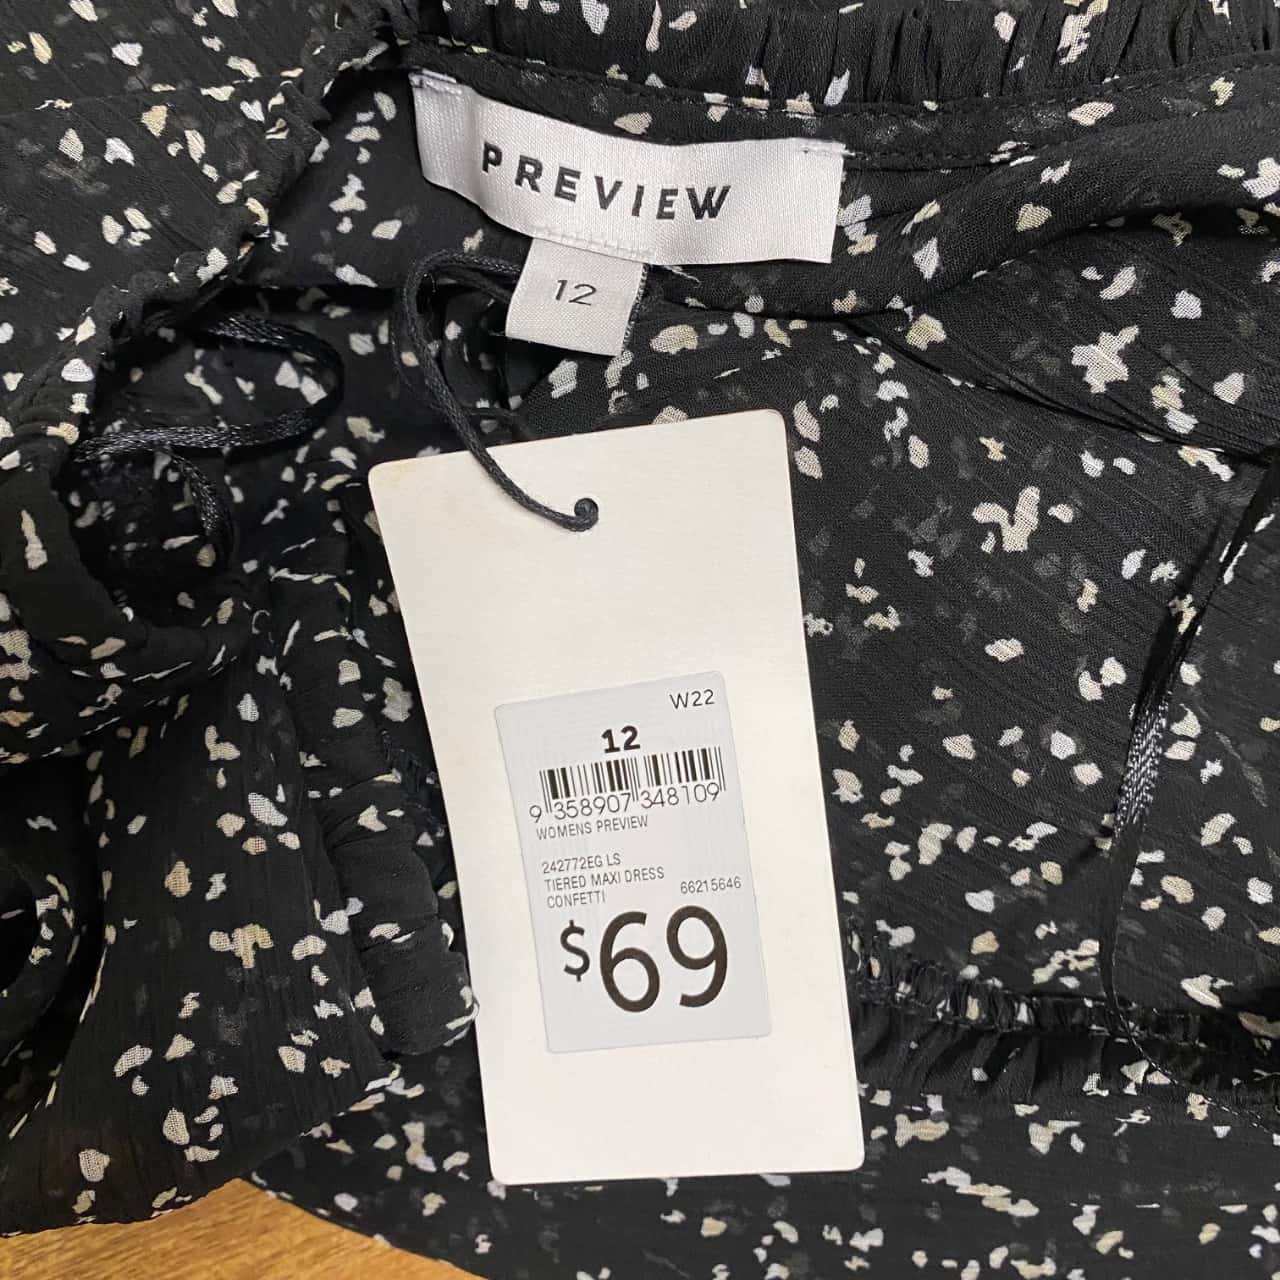 PREVIEW
12
W22
12
9 358907 348109
WOMENS PREVIEW
242772EG LS
TIERED MAXI DRESS
CONFETTI 66215646
$69